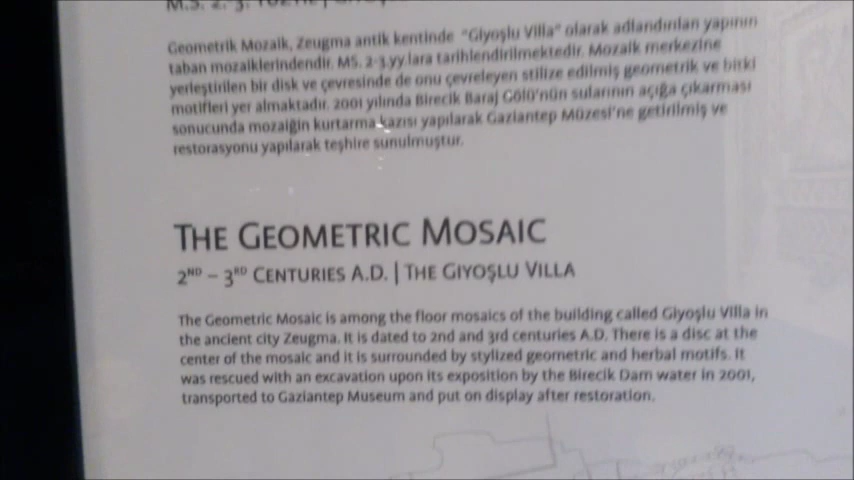 M.S. 2.-3.
Geometrik Mozaik, Zeugma antik kentinde "Giyoşlu Villa" olarak adlandırılan yapının
taban mozaiklerindendir. MS. 2-3.yy.lara tarihlendirilmektedir. Mozaik merkezine
yerleştirilen bir disk ve çevresinde de onu çevreleyen stilize edilmiş geometrik ve bitki
motifleri yer almaktadır. 2001 yılında Birecik Baraj Gölü'nün sularının açığa çıkarması
sonucunda mozaiğin kurtarma kazısı yapılarak Gaziantep Müzesi'ne getirilmiş ve
restorasyonu yapılarak teşhire sunulmuştur.
THE GEOMETRIC MOSAIC
2ND – 3RD CENTURIES A.D. | THE GIYOŞLU VILLA
The Geometric Mosaic is among the floor mosaics of the building called Giyoşlu Villa in
the ancient city Zeugma. It is dated to 2nd and 3rd centuries A.D. There is a disc at the
center of the mosaic and it is surrounded by stylized geometric and herbal motifs. It
was rescued with an excavation upon its exposition by the Birecik Dam water in 2001,
transported to Gaziantep Museum and put on display after restoration.